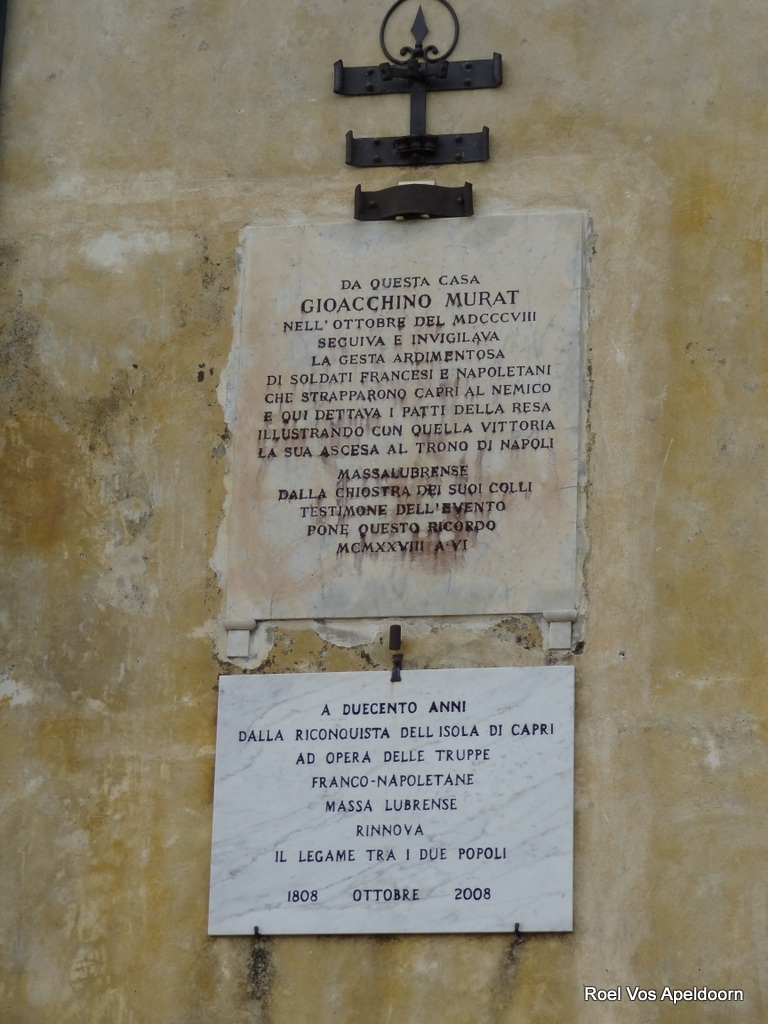 DA QUESTA CASA
GIOACCHINO MURAT
NELL'OTTOBRE DEL MDCCCVIII
SEGUIVA E INVIGILAVA
LA GESTA ARDIMENTOSA
DI SOLDATI FRANCESI E NAPOLETANI
CHE STRAPPARONO CAPRI AL NEMICO
E QUI DETTAVA I PATTI DELLA RESA
ILLUSTRANDO CON QUELLA VITTORIA
LA SUA ASCESA AL TRONO DI NAPOLI
MASSALUBRENSE
DALLA CHIOSTRA DEI SUOI COLLI
TESTIMONE DELL'EVENTO
PONE QUESTO RICORDO
MCMXXVIII A·VI
A DUECENTO ANNI
DALLA RICONQUISTA DELL ISOLA DI CAPRI
AD OPERA DELLE TRUPPE
FRANCO-NAPOLETANE
MASSA LUBRENSE
RINNOVA
IL LEGAME TRA I DUE POPOLI
1808 OTTOBRE 2008
Roel Vos Apeldoorn